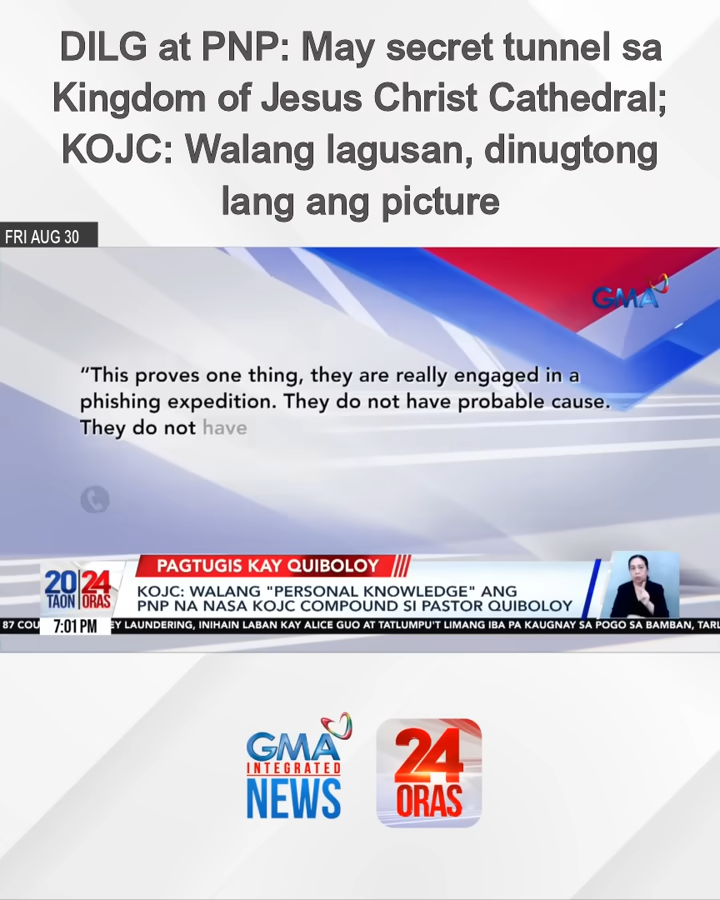 DILG at PNP: May secret tunnel sa
Kingdom of Jesus Christ Cathedral;
KOJC: Walang lagusan, dinugtong
lang ang picture
FRI AUG 30
GMA
“This proves one thing, they are really engaged in a
phishing expedition. They do not have probable cause.
They do not have
20 TAON 24 ORAS
PAGTUGIS KAY QUIBOLOY
KOJC: WALANG "PERSONAL KNOWLEDGE" ANG
PNP NA NASA KOJC COMPOUND SI PASTOR QUIBOLOY
87 COU
7:01 PM
EY LAUNDERING, INIHAIN LABAN KAY ALICE GUO AT TATLUMPU'T LIMANG IBA PA KAUGNAY SA POGO SA BAMBAN, TARL
GMA
INTEGRATED
NEWS
24
ORAS